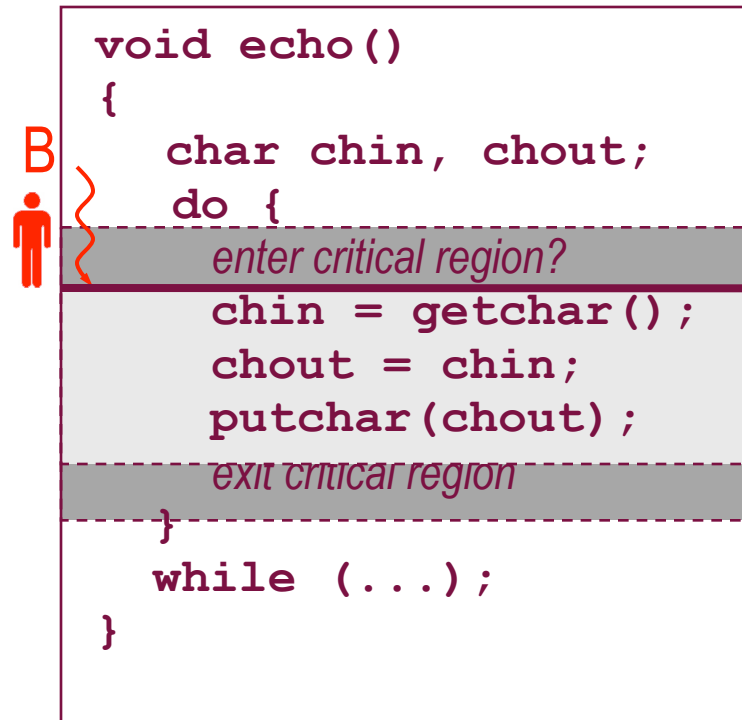 void echo()
{
B
char chin, chout;
do {
enter critical region?
chin = getchar();
chout = chin;
putchar(chout);
exit critical region
}
while (...);
}